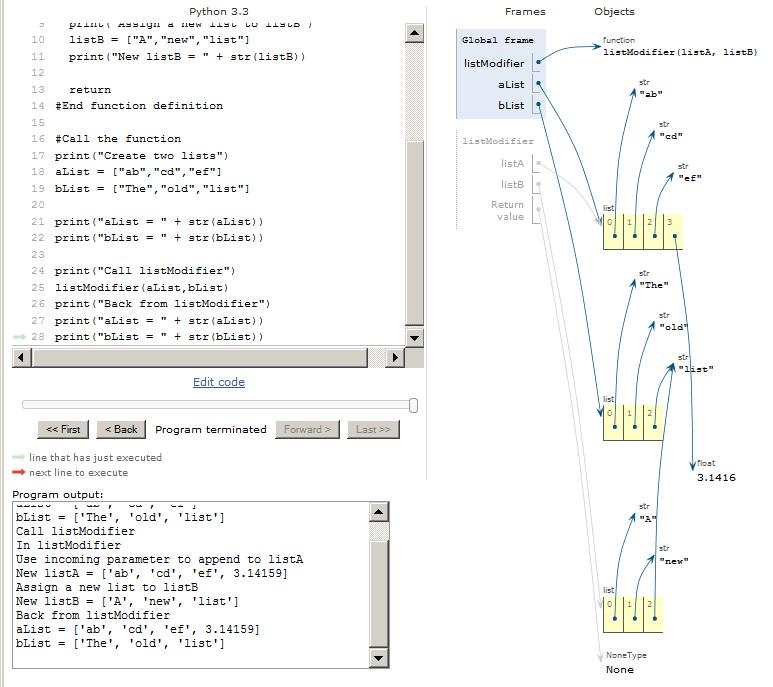 Python 3.3
9 print("Assign a new list to listB")
10 listB = ["A","new","list"]
11 print("New listB = " + str(listB))
12
13 return
14 #End function definition
15
16 #Call the function
17 print("Create two lists")
18 aList = ["ab","cd","ef"]
19 bList = ["The","old","list"]
20
21 print("aList = " + str(aList))
22 print("bList = " + str(bList))
23
24 print("Call listModifier")
25 listModifier(aList,bList)
26 print("Back from listModifier")
27 print("aList = " + str(aList))
28 print("bList = " + str(bList))
Edit code
<< First < Back Program terminated Forward > Last >>
line that has just executed
next line to execute
Program output:
aList = ['ab', 'cd', 'ef']
bList = ['The', 'old', 'list']
Call listModifier
In listModifier
Use incoming parameter to append to listA
New listA = ['ab', 'cd', 'ef', 3.14159]
Assign a new list to listB
New listB = ['A', 'new', 'list']
Back from listModifier
aList = ['ab', 'cd', 'ef', 3.14159]
bList = ['The', 'old', 'list']
Frames Objects
Global frame
listModifier
aList
bList
listModifier
listA
listB
Return
value
function
listModifier(listA, listB)
str
"ab"
str
"cd"
str
"ef"
list
0 1 2 3
str
"The"
str
"old"
str
"list"
list
0 1 2
float
3.1416
str
"A"
str
"new"
list
0 1 2
NoneType
None